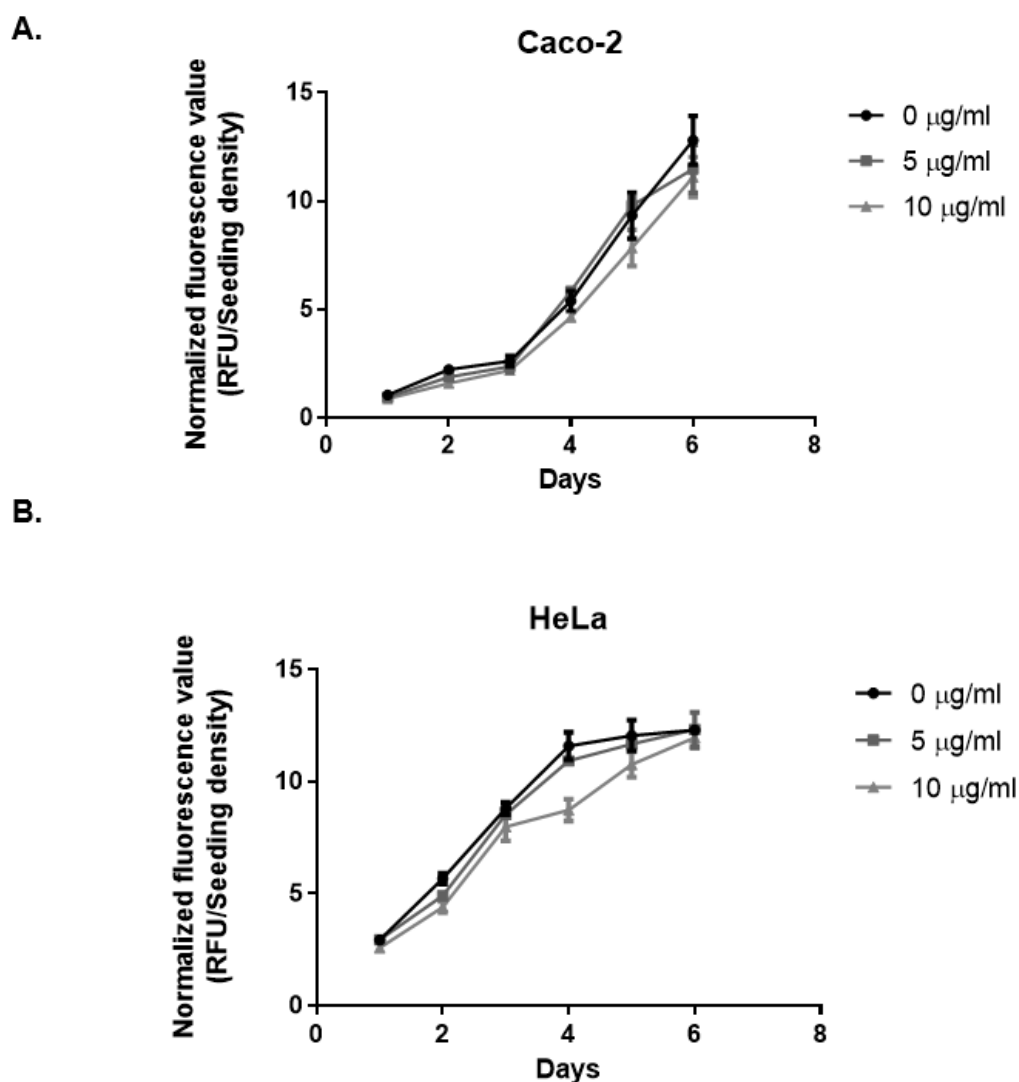 A.
Caco-2
Normalized fluorescence value
(RFU/Seeding density)
15
10
5
0
0 2 4 6 8
Days
0 μg/ml
5 μg/ml
10 μg/ml
B.
HeLa
Normalized fluorescence value
(RFU/Seeding density)
15
10
5
0
0 2 4 6 8
Days
0 μg/ml
5 μg/ml
10 μg/ml